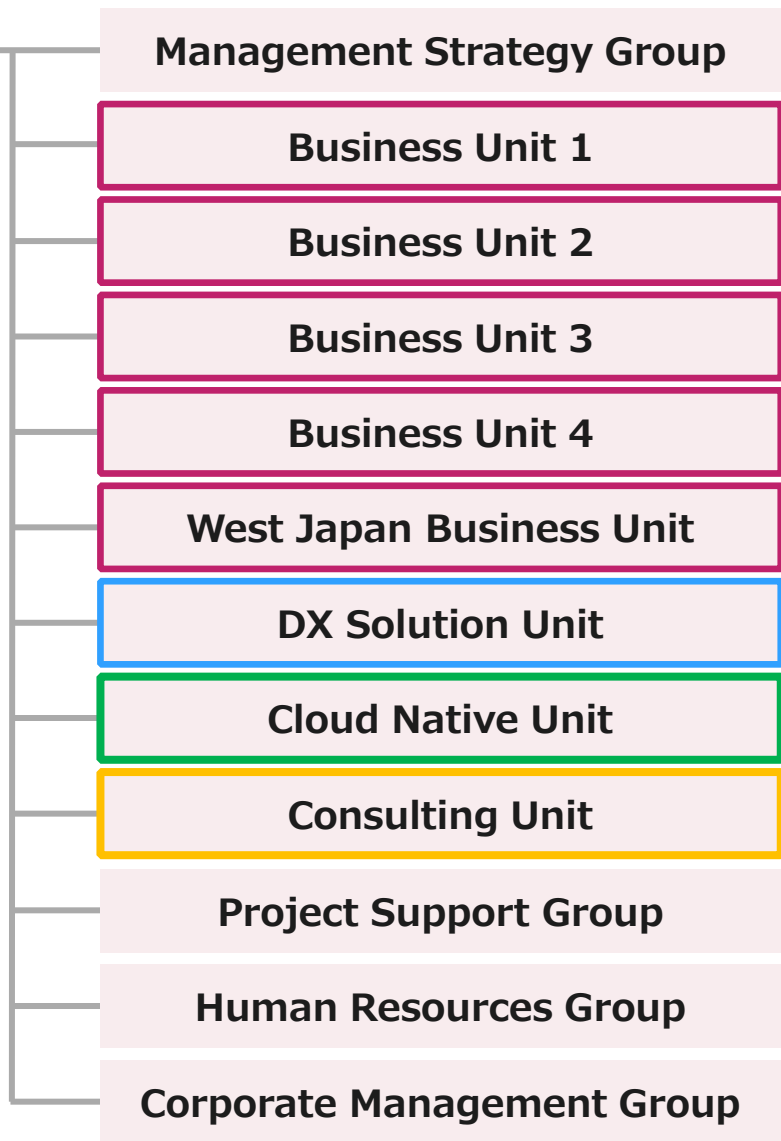 Management Strategy Group
Business Unit 1
Business Unit 2
Business Unit 3
Business Unit 4
West Japan Business Unit
DX Solution Unit
Cloud Native Unit
Consulting Unit
Project Support Group
Human Resources Group
Corporate Management Group